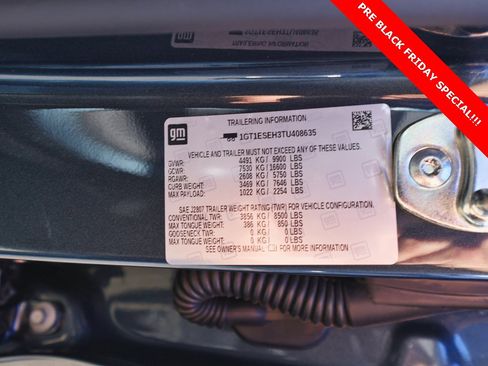 PRE BLACK FRIDAY SPECIAL!!!
gm
TRAILERING INFORMATION
1GT1ESEH3TU408635
VEHICLE AND TRAILER MUST NOT EXCEED ANY OF THESE VALUES.
GVWR: 4491 KG / 9900 LBS
GCWR: 7530 KG / 16600 LBS
RGAWR: 2608 KG / 5750 LBS
CURB WEIGHT: 3469 KG / 7646 LBS
MAX PAYLOAD: 1022 KG / 2254 LBS
SAE J2807 TRAILER WEIGHT RATING (TWR) FOR VEHICLE CONFIGURATION.
CONVENTIONAL TWR: 3856 KG / 8500 LBS
MAX TONGUE WEIGHT: 386 KG / 850 LBS
GOOSENECK TWR: 0 KG / 0 LBS
MAX TONGUE WEIGHT: 0 KG / 0 LBS
SEE OWNER'S MANUAL FOR MORE INFORMATION